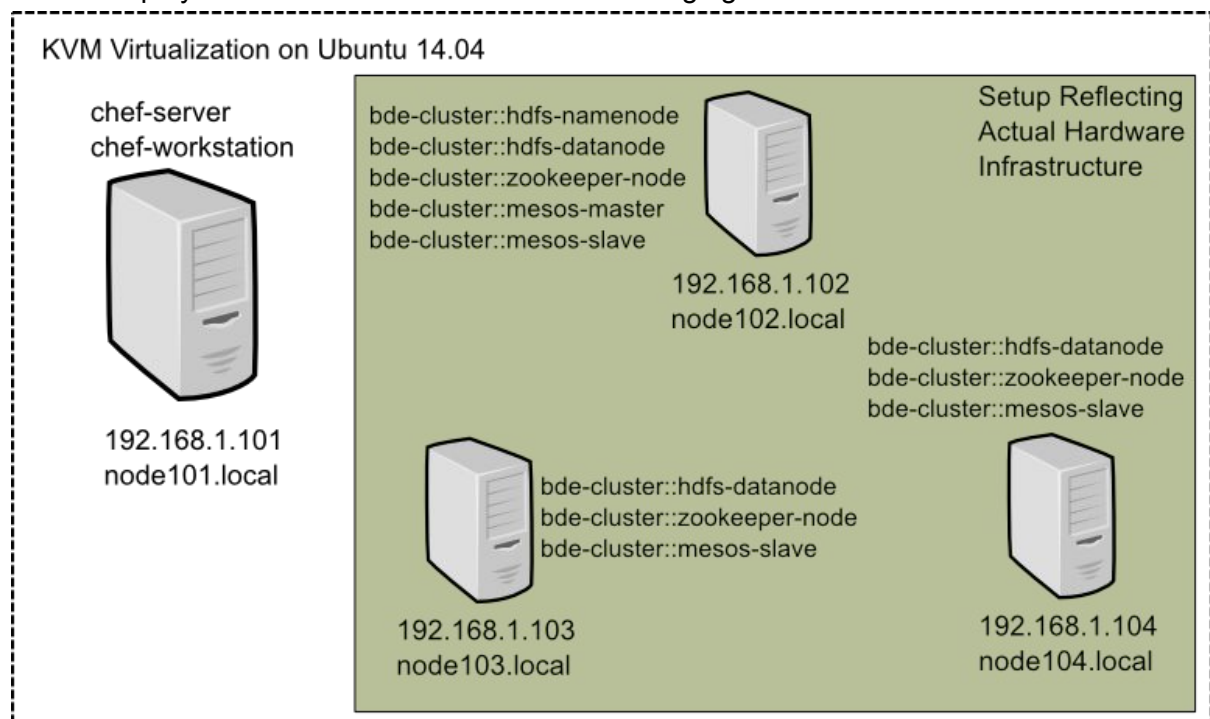 KVM Virtualization on Ubuntu 14.04
chef-server
chef-workstation
192.168.1.101
node101.local
Setup Reflecting
Actual Hardware
Infrastructure
bde-cluster::hdfs-namenode
bde-cluster::hdfs-datanode
bde-cluster::zookeeper-node
bde-cluster::mesos-master
bde-cluster::mesos-slave
192.168.1.102
node102.local
bde-cluster::hdfs-datanode
bde-cluster::zookeeper-node
bde-cluster::mesos-slave
192.168.1.103
node103.local
bde-cluster::hdfs-datanode
bde-cluster::zookeeper-node
bde-cluster::mesos-slave
192.168.1.104
node104.local